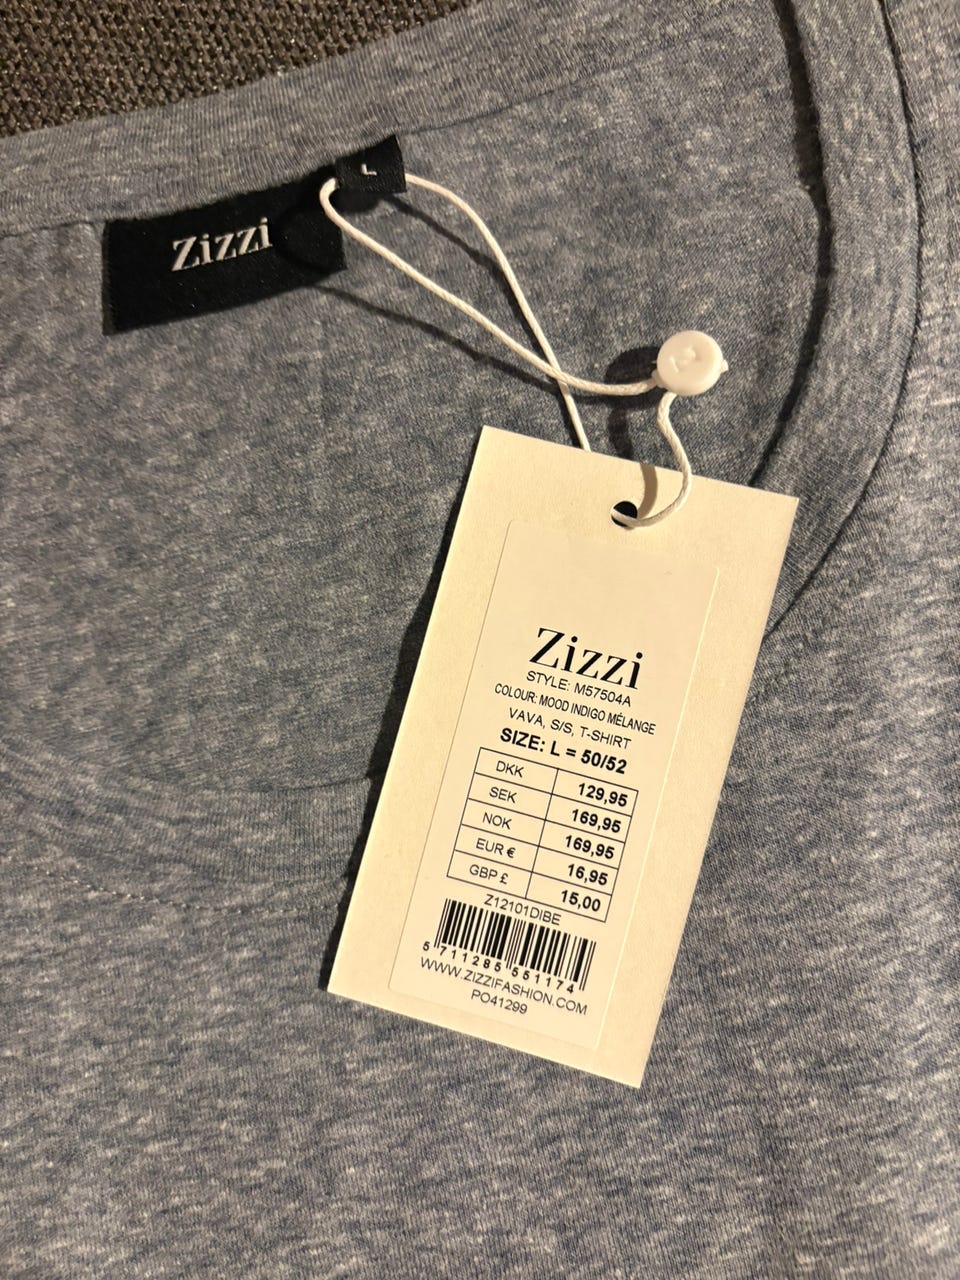 L
Zizzi
Zizzi
STYLE: M57504A
COLOUR: MOOD INDIGO MÉLANGE
VAVA, S/S, T-SHIRT
SIZE: L = 50/52
DKK 129,95
SEK 169,95
NOK 169,95
EUR € 16,95
GBP £ 15,00
Z12101DIBE
5 711285 551174
WWW.ZIZZIFASHION.COM
PO41299